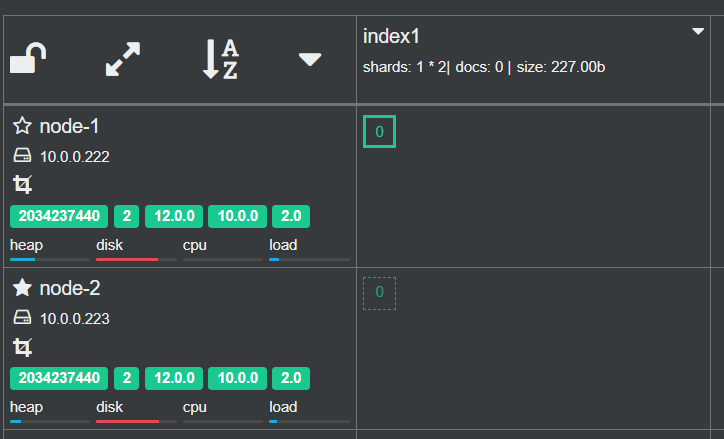 A
Z
index1
shards: 1 * 2| docs: 0 | size: 227.00b
node-1
0
10.0.0.222
2034237440 2 12.0.0 10.0.0 2.0
heap disk cpu load
node-2
0
10.0.0.223
2034237440 2 12.0.0 10.0.0 2.0
heap disk cpu load